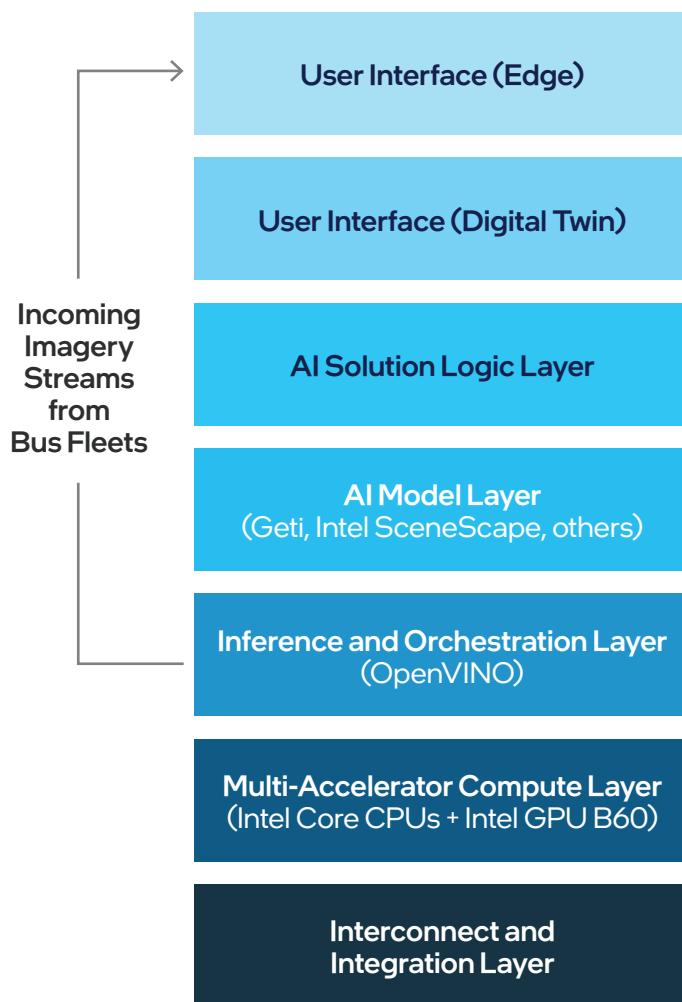 User Interface (Edge)
User Interface (Digital Twin)
Incoming
Imagery
Streams
from
Bus Fleets
AI Solution Logic Layer
AI Model Layer
(Geti, Intel SceneScape, others)
Inference and Orchestration Layer
(OpenVINO)
Multi-Accelerator Compute Layer
(Intel Core CPUs + Intel GPU B60)
Interconnect and
Integration Layer